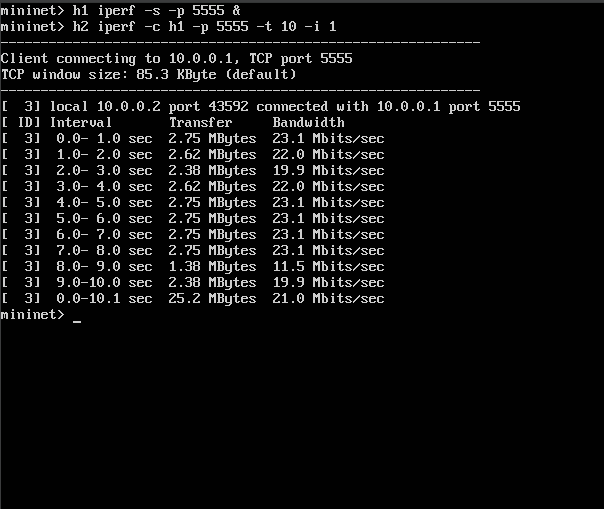 mininet> h1 iperf -s -p 5555 &
mininet> h2 iperf -c h1 -p 5555 -t 10 -i 1
------------------------------------------------------------
Client connecting to 10.0.0.1, TCP port 5555
TCP window size: 85.3 KByte (default)
------------------------------------------------------------
[  3] local 10.0.0.2 port 43592 connected with 10.0.0.1 port 5555
[ ID] Interval       Transfer     Bandwidth
[  3]  0.0- 1.0 sec  2.75 MBytes  23.1 Mbits/sec
[  3]  1.0- 2.0 sec  2.62 MBytes  22.0 Mbits/sec
[  3]  2.0- 3.0 sec  2.38 MBytes  19.9 Mbits/sec
[  3]  3.0- 4.0 sec  2.62 MBytes  22.0 Mbits/sec
[  3]  4.0- 5.0 sec  2.75 MBytes  23.1 Mbits/sec
[  3]  5.0- 6.0 sec  2.75 MBytes  23.1 Mbits/sec
[  3]  6.0- 7.0 sec  2.75 MBytes  23.1 Mbits/sec
[  3]  7.0- 8.0 sec  2.75 MBytes  23.1 Mbits/sec
[  3]  8.0- 9.0 sec  1.38 MBytes  11.5 Mbits/sec
[  3]  9.0-10.0 sec  2.38 MBytes  19.9 Mbits/sec
[  3]  0.0-10.1 sec  25.2 MBytes  21.0 Mbits/sec
mininet> _